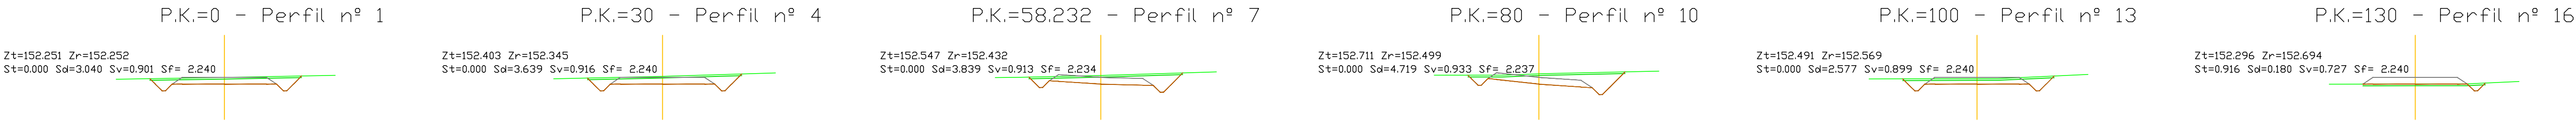 P.K.=0 - Perfil nº 1
Zt=152.251 Zr=152.252
St=0.000 Sd=3.040 Sv=0.901 Sf= 2.240
P.K.=30 - Perfil nº 4
Zt=152.403 Zr=152.345
St=0.000 Sd=3.639 Sv=0.916 Sf= 2.240
P.K.=58.232 - Perfil nº 7
Zt=152.547 Zr=152.432
St=0.000 Sd=3.839 Sv=0.913 Sf= 2.234
P.K.=80 - Perfil nº 10
Zt=152.711 Zr=152.499
St=0.000 Sd=4.719 Sv=0.933 Sf= 2.237
P.K.=100 - Perfil nº 13
Zt=152.491 Zr=152.569
St=0.000 Sd=2.577 Sv=0.899 Sf= 2.240
P.K.=130 - Perfil nº 16
Zt=152.296 Zr=152.694
St=0.916 Sd=0.180 Sv=0.727 Sf= 2.240